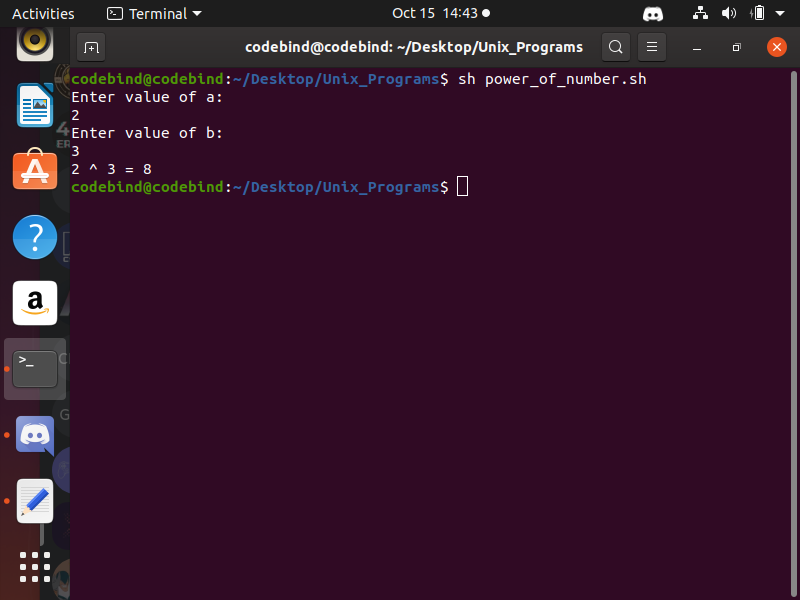 Activities
Terminal
Oct 15 14:43
codebind@codebind: ~/Desktop/Unix_Programs
codebind@codebind:~/Desktop/Unix_Programs$ sh power_of_number.sh
Enter value of a:
2
Enter value of b:
3
2 ^ 3 = 8
codebind@codebind:~/Desktop/Unix_Programs$
?
a
>_